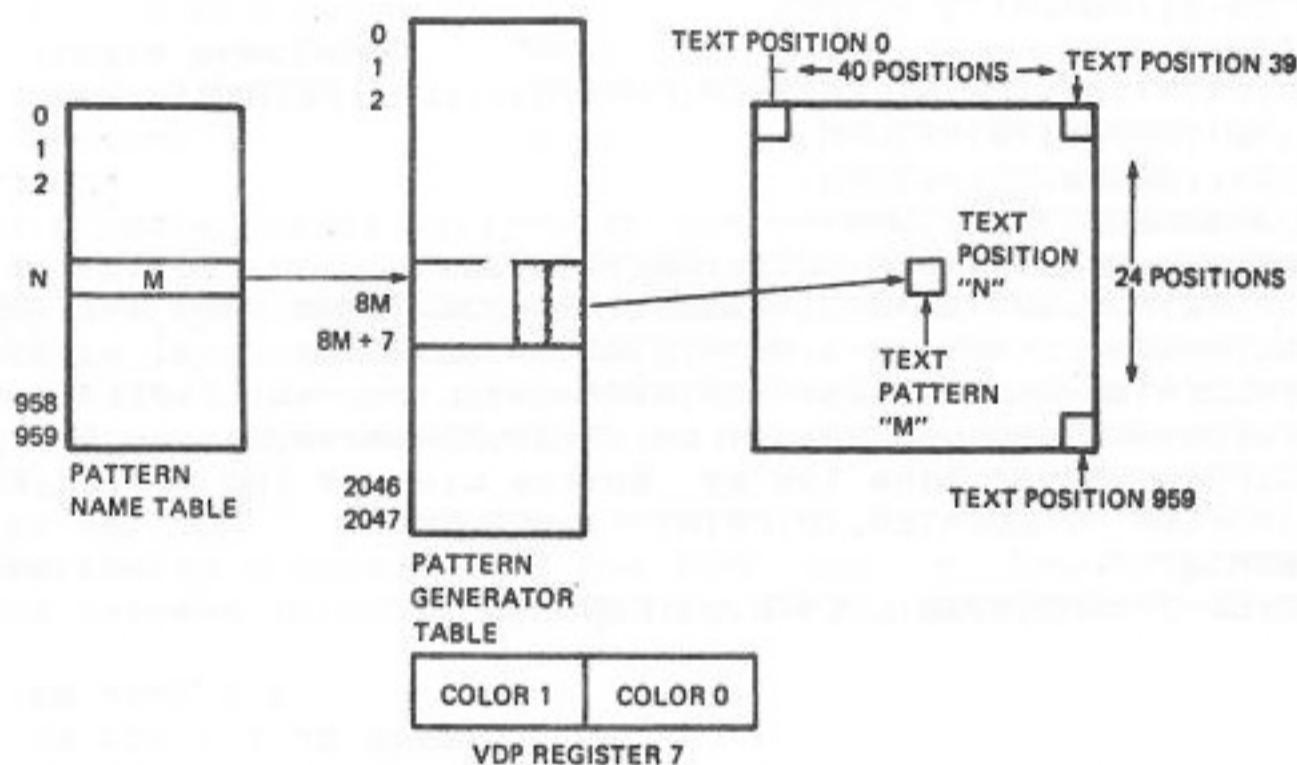 0
1
2
N
M
958
959
PATTERN
NAME TABLE
0
1
2
8M
8M + 7
2046
2047
PATTERN
GENERATOR
TABLE
COLOR 1
COLOR 0
VDP REGISTER 7
TEXT POSITION 0
40 POSITIONS
TEXT POSITION 39
TEXT
POSITION
"N"
24 POSITIONS
TEXT
PATTERN
"M"
TEXT POSITION 959